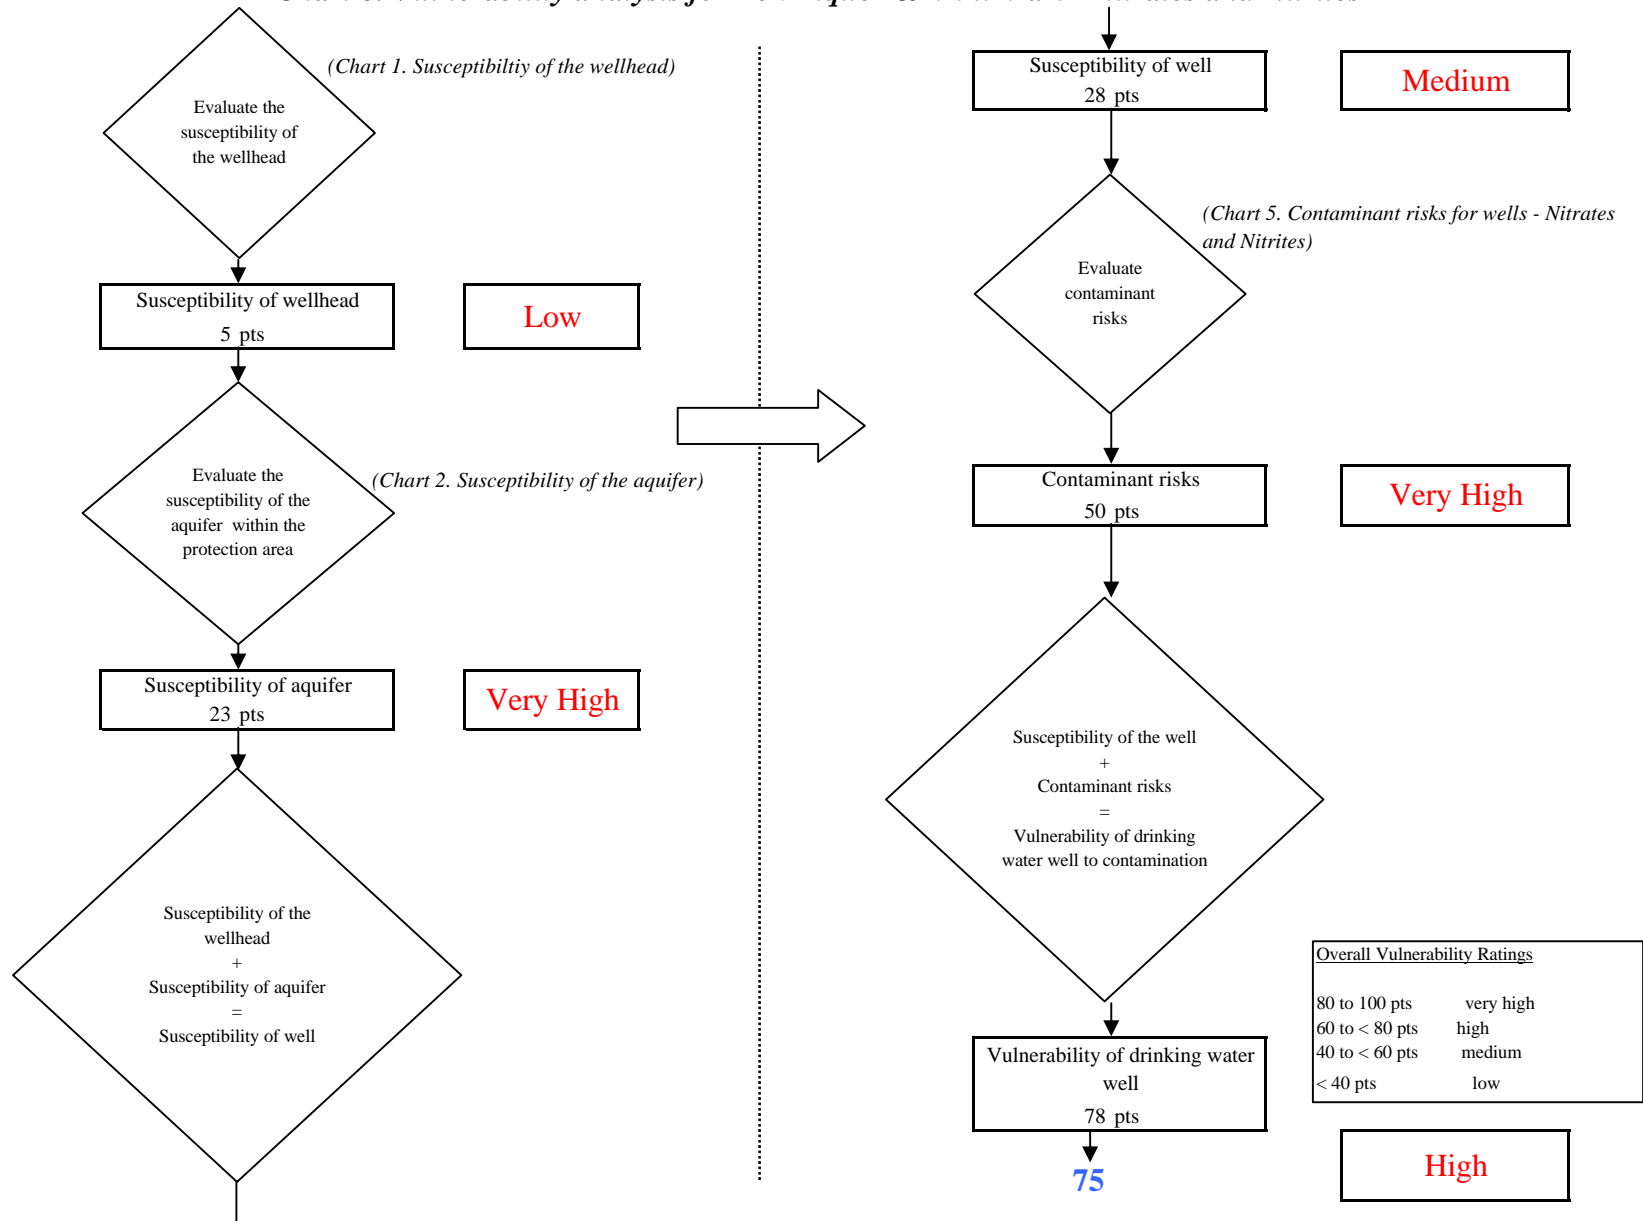 (Chart 1. Susceptibiltiy of the wellhead)
Evaluate the
susceptibility of
the wellhead
Susceptibility of wellhead
5 pts
Low
Evaluate the
susceptibility of the
aquifer within the
protection area
(Chart 2. Susceptibility of the aquifer)
Susceptibility of aquifer
23 pts
Very High
Susceptibility of the
wellhead
+
Susceptibility of aquifer
=
Susceptibility of well
Susceptibility of well
28 pts
Medium
(Chart 5. Contaminant risks for wells - Nitrates
and Nitrites)
Evaluate
contaminant
risks
Contaminant risks
50 pts
Very High
Susceptibility of the well
+
Contaminant risks
=
Vulnerability of drinking
water well to contamination
Overall Vulnerability Ratings
80 to 100 pts very high
60 to < 80 pts high
40 to < 60 pts medium
< 40 pts low
Vulnerability of drinking water
well
78 pts
75
High